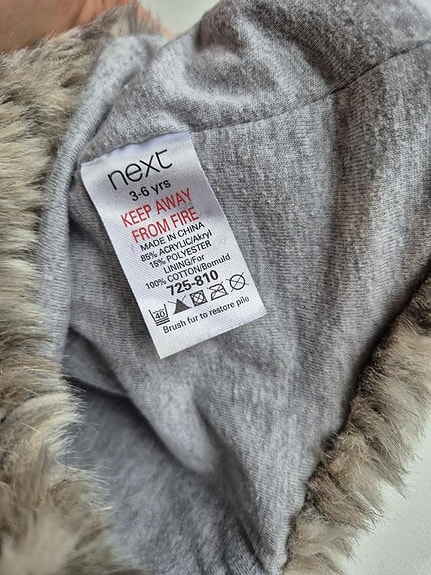 next
3-6 yrs
KEEP AWAY
FROM FIRE
MADE IN CHINA
85% ACRYLIC/Akryl
15% POLYESTER
LINING/For
100% COTTON/Bomuld
725-810
40
Brush fur to restore pile